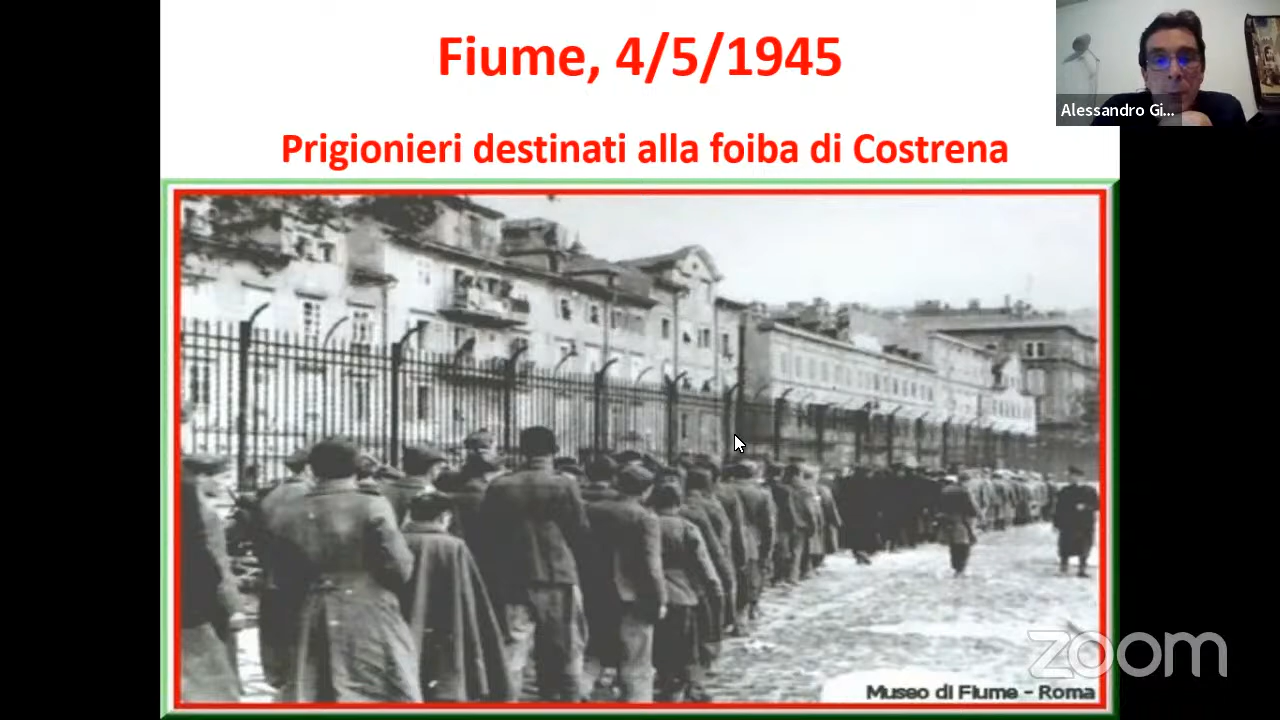 Fiume, 4/5/1945
Alessandro Gi...
Prigionieri destinati alla foiba di Costrena
zoom
Museo di Fiume - Roma